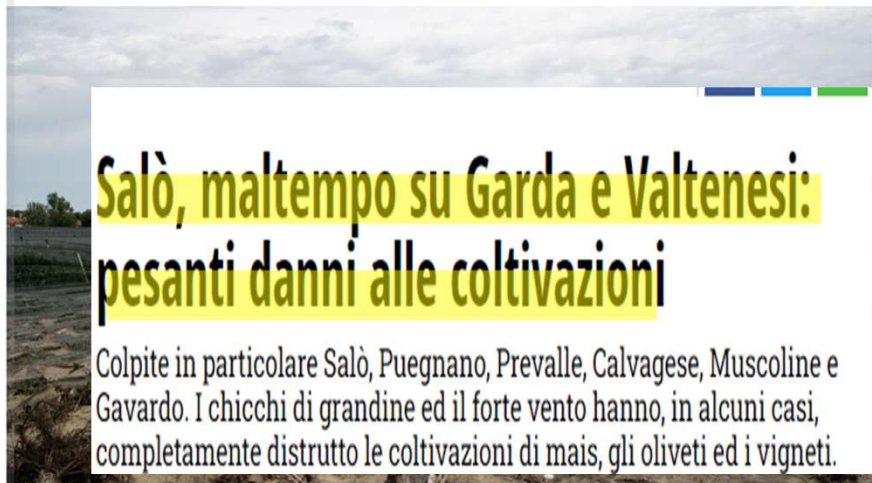 Salò, maltempo su Garda e Valtenesi:
pesanti danni alle coltivazioni
Colpite in particolare Salò, Puegnano, Prevalle, Calvagese, Muscoline e
Gavardo. I chicchi di grandine ed il forte vento hanno, in alcuni casi,
completamente distrutto le coltivazioni di mais, gli oliveti ed i vigneti.